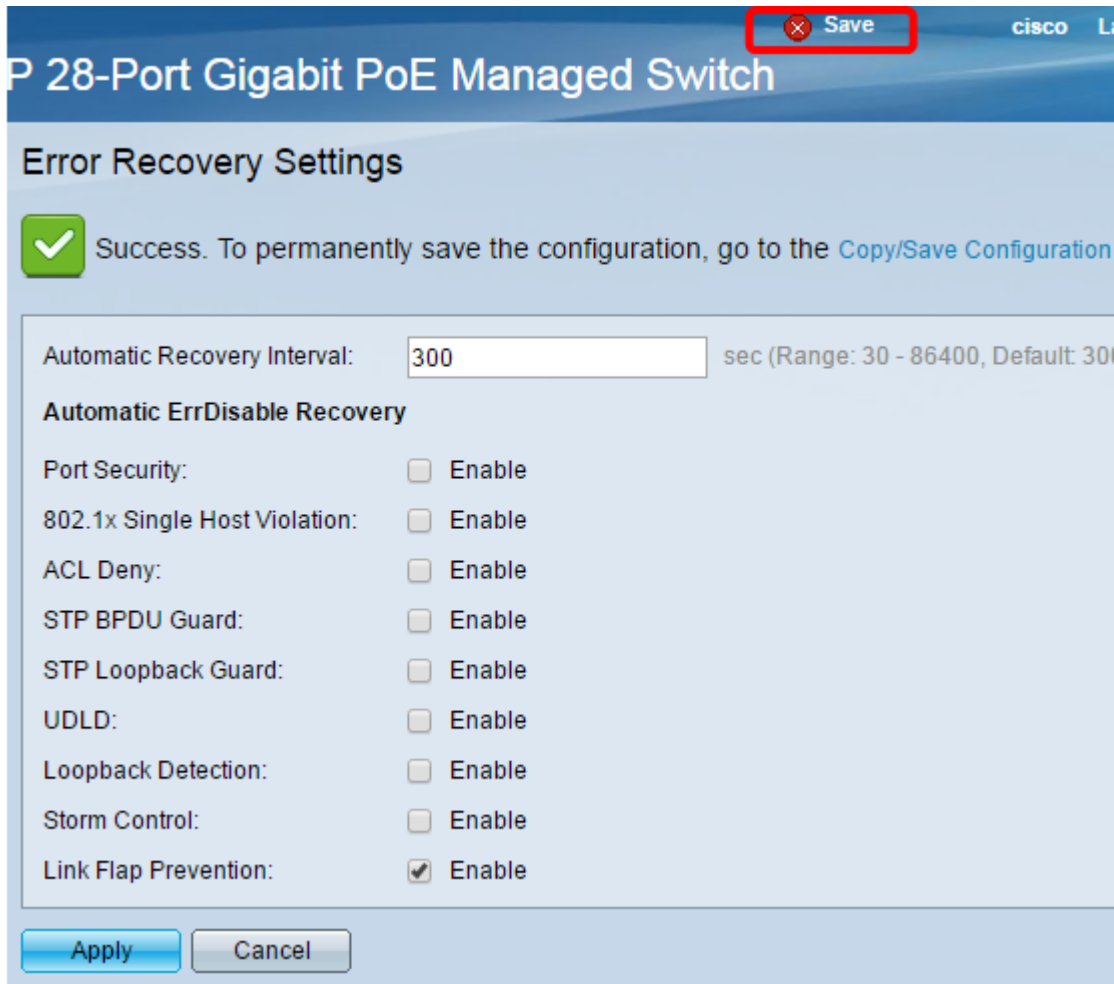 Save cisco La
P 28-Port Gigabit PoE Managed Switch
Error Recovery Settings
Success. To permanently save the configuration, go to the Copy/Save Configuration
Automatic Recovery Interval: 300 sec (Range: 30 - 86400, Default: 300
Automatic ErrDisable Recovery
Port Security: Enable
802.1x Single Host Violation: Enable
ACL Deny: Enable
STP BPDU Guard: Enable
STP Loopback Guard: Enable
UDLD: Enable
Loopback Detection: Enable
Storm Control: Enable
Link Flap Prevention: Enable
Apply Cancel